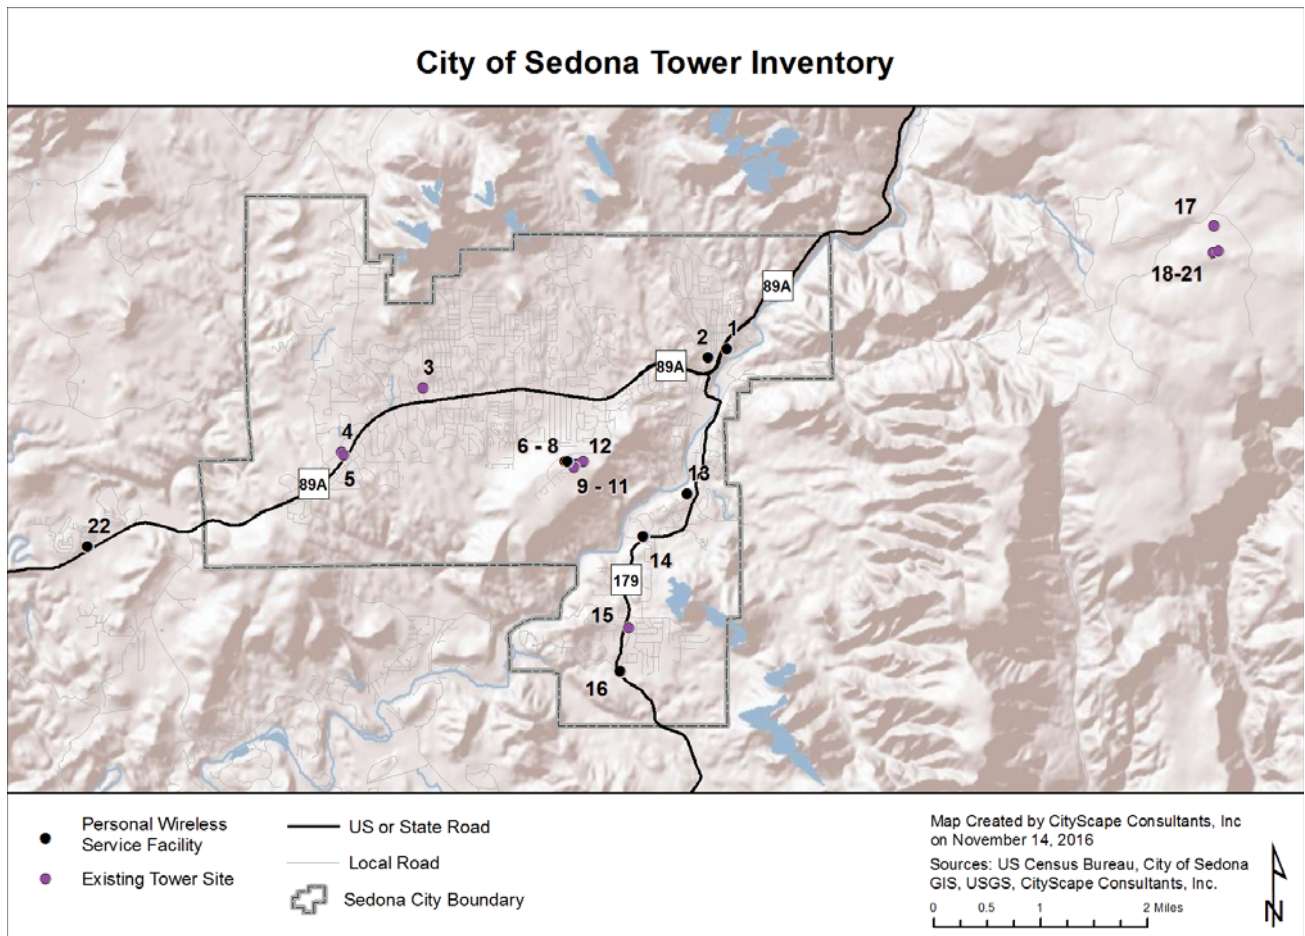 City of Sedona Tower Inventory
17
18-21
89A
2
1
89A
3
4
6 - 8
12
5
9 - 11
13
89A
22
14
179
15
16
Personal Wireless
Service Facility
Existing Tower Site
US or State Road
Local Road
Sedona City Boundary
Map Created by CityScape Consultants, Inc
on November 14, 2016
Sources: US Census Bureau, City of Sedona
GIS, USGS, CityScape Consultants, Inc.
0 0.5 1 2 Miles
N